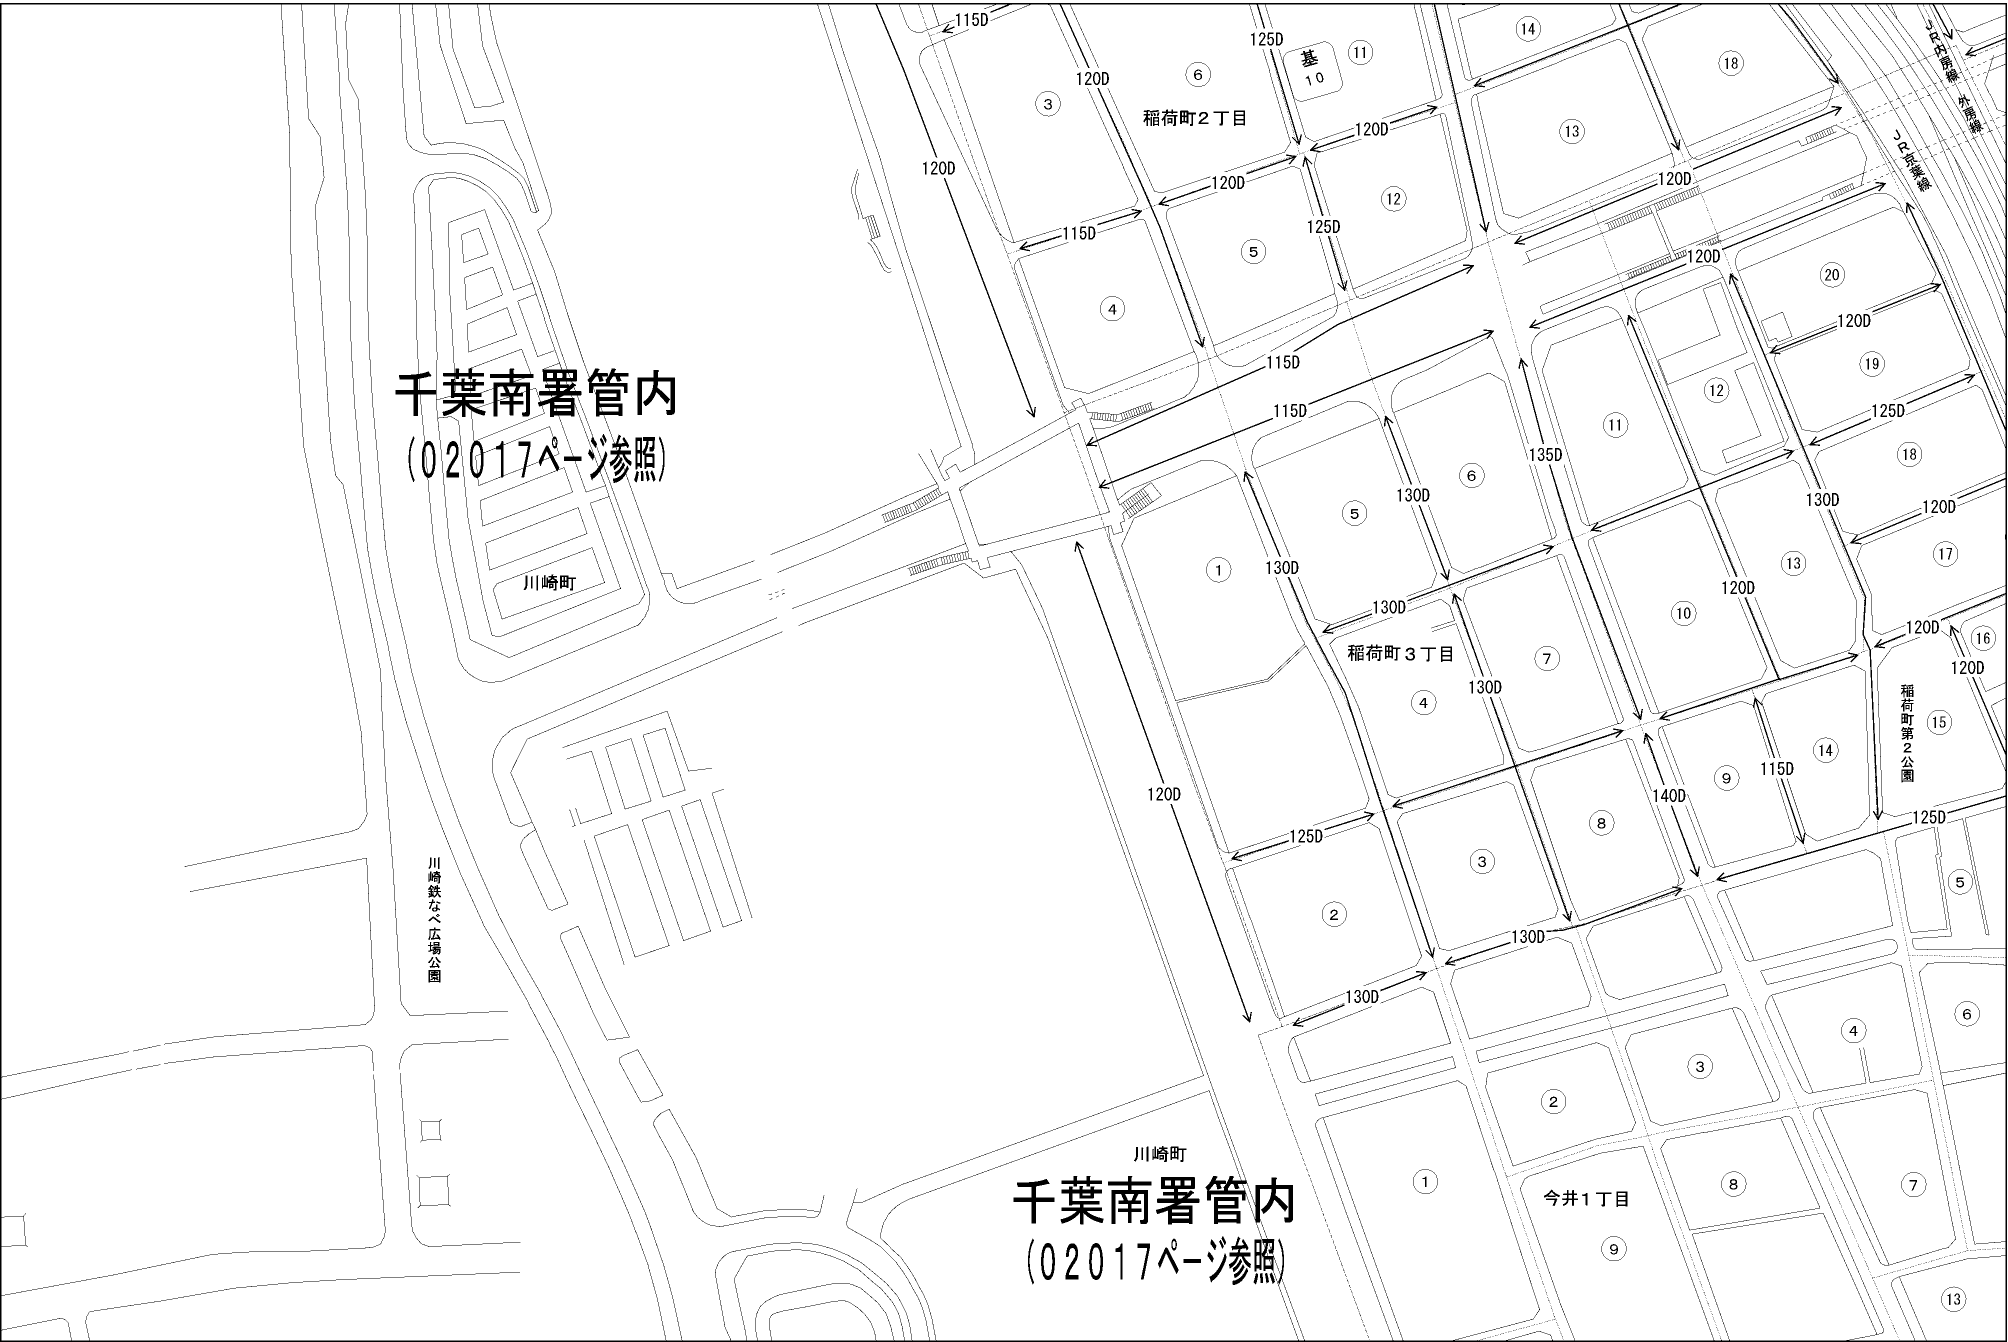 115D
125D
14
18
11
基
10
120D
6
3
稲荷町2丁目
120D
13
120D
120D
120D
120D
12
125D
115D
5
4
120D
20
120D
19
125D
18
120D
17
120D
16
120D
15
稲荷町第2公園
115D
115D
135D
11
12
130D
6
5
130D
1
130D
13
120D
10
130D
稲荷町3丁目
7
130D
4
14
9
115D
140D
125D
120D
125D
8
3
2
130D
130D
JR内房線
外房線
JR京葉線
千葉南署管内
(02017ページ参照)
川崎町
川崎鉄なべ広場公園
5
6
4
3
2
1
今井1丁目
8
7
9
13
川崎町
千葉南署管内
(02017ページ参照)